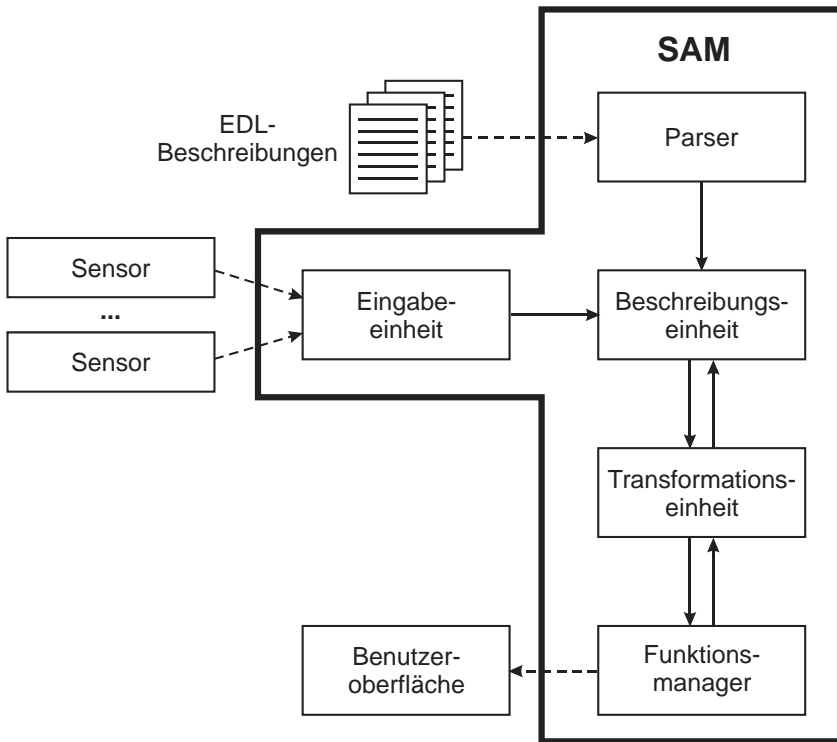 SAM
EDL-
Beschreibungen
Parser
Sensor
...
Sensor
Eingabe-
einheit
Beschreibungs-
einheit
Transformations-
einheit
Benutzer-
oberfläche
Funktions-
manager